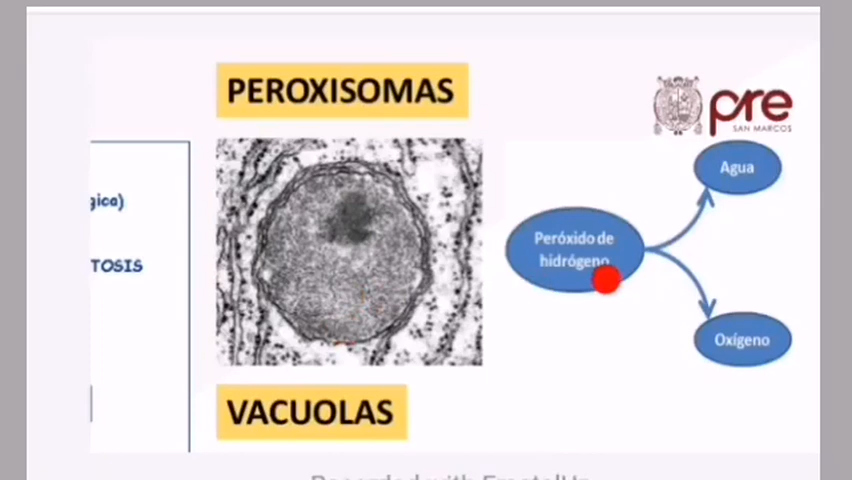 PEROXISOMAS
pre
SAN MARCOS
gica)
TOSIS
Agua
Peróxido de
hidrógeno
Oxígeno
VACUOLAS